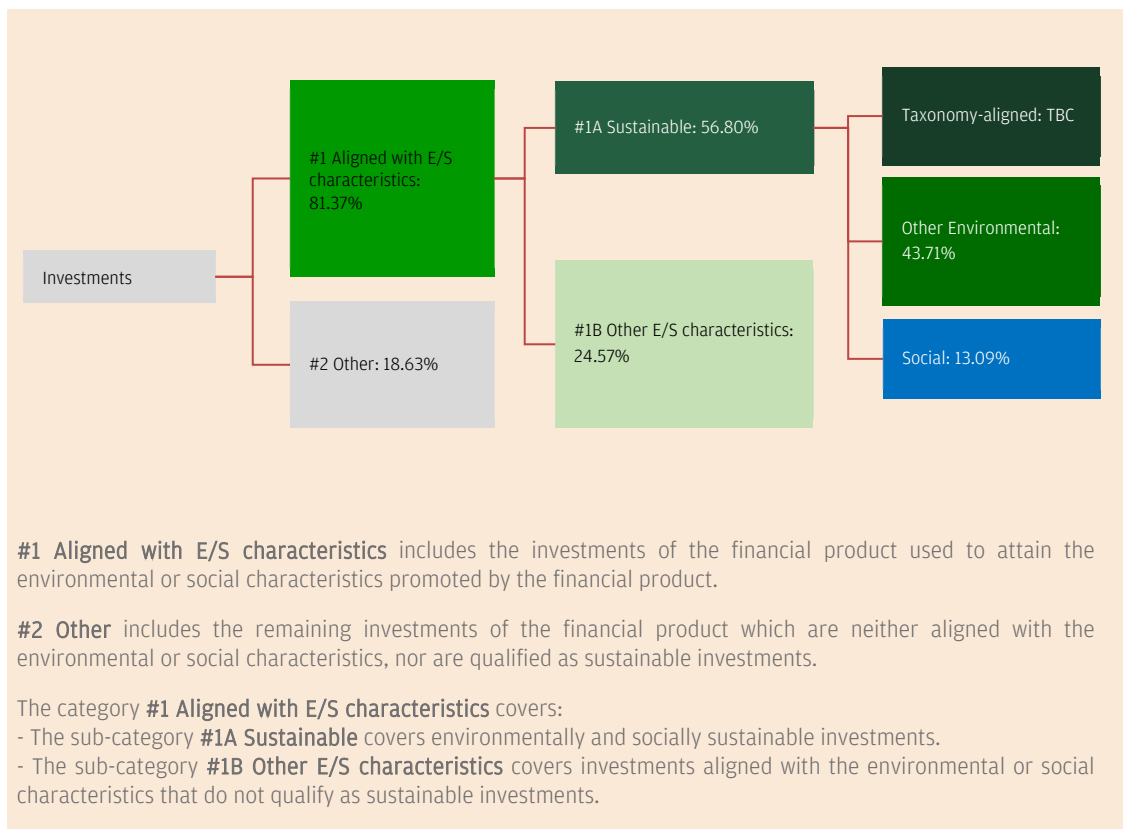 Investments
#1 Aligned with E/S
characteristics:
81.37%
#2 Other: 18.63%
#1A Sustainable: 56.80%
#1B Other E/S characteristics:
24.57%
Taxonomy-aligned: TBC
Other Environmental:
43.71%
Social: 13.09%
#1 Aligned with E/S characteristics includes the investments of the financial product used to attain the
environmental or social characteristics promoted by the financial product.
#2 Other includes the remaining investments of the financial product which are neither aligned with the
environmental or social characteristics, nor are qualified as sustainable investments.
The category #1 Aligned with E/S characteristics covers:
- The sub-category #1A Sustainable covers environmentally and socially sustainable investments.
- The sub-category #1B Other E/S characteristics covers investments aligned with the environmental or social
characteristics that do not qualify as sustainable investments.